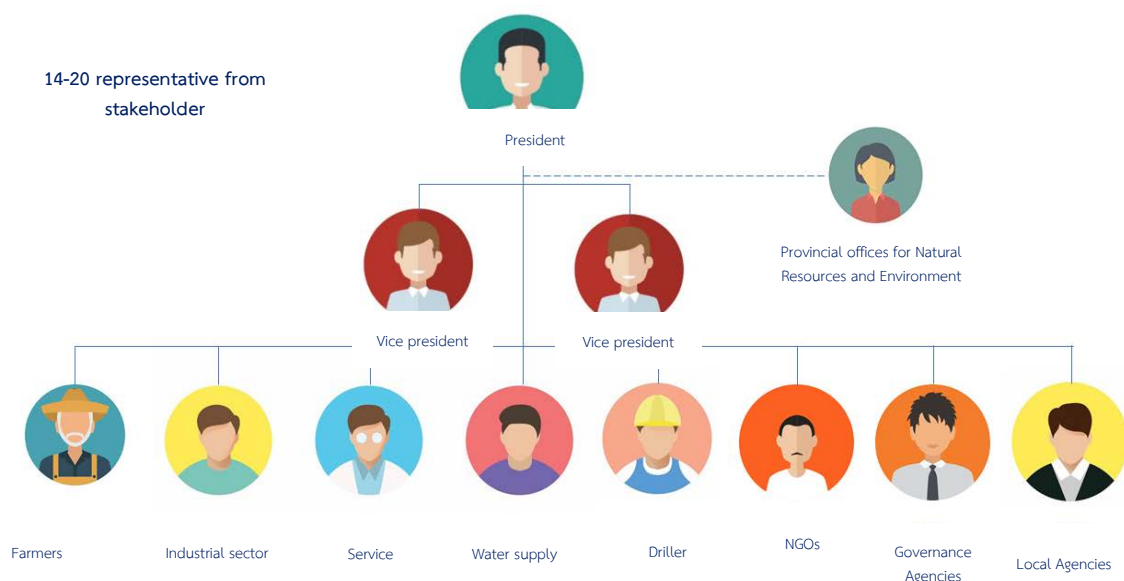 14-20 representative from
stakeholder
President
Provincial offices for Natural
Resources and Environment
Vice president
Vice president
Farmers
Industrial sector
Service
Water supply
Driller
NGOs
Governance
Agencies
Local Agencies